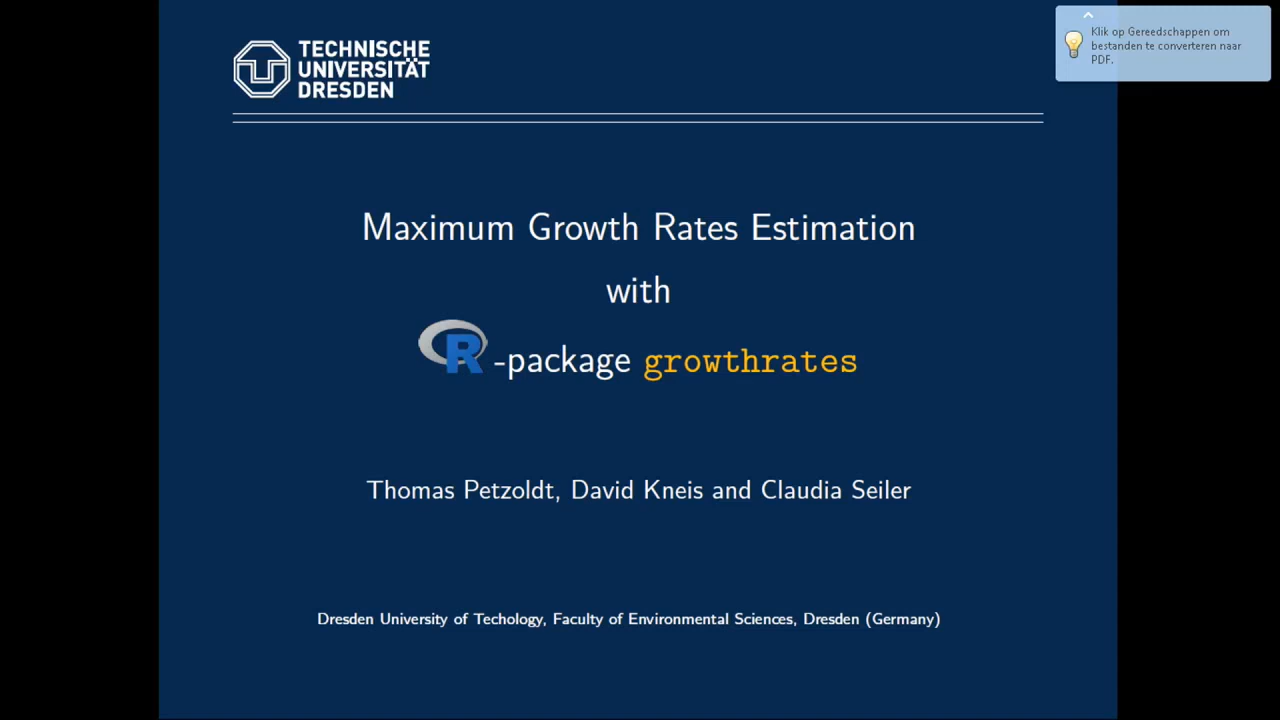 TECHNISCHE
UNIVERSITÄT
DRESDEN
Klik op Gereedschappen om
bestanden te converteren naar
PDF.
Maximum Growth Rates Estimation
with
R-package growthrates
Thomas Petzoldt, David Kneis and Claudia Seiler
Dresden University of Techology, Faculty of Environmental Sciences, Dresden (Germany)